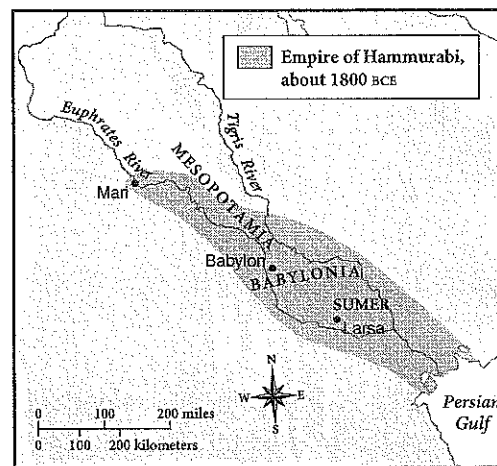 Empire of Hammurabi,
about 1800 BCE
Euphrates River
Tigris River
MESOPOTAMIA
Mari
Babylon
BABYLONIA
SUMER
Larsa
N
W E
S
0 100 200 miles
0 100 200 kilometers
Persian
Gulf